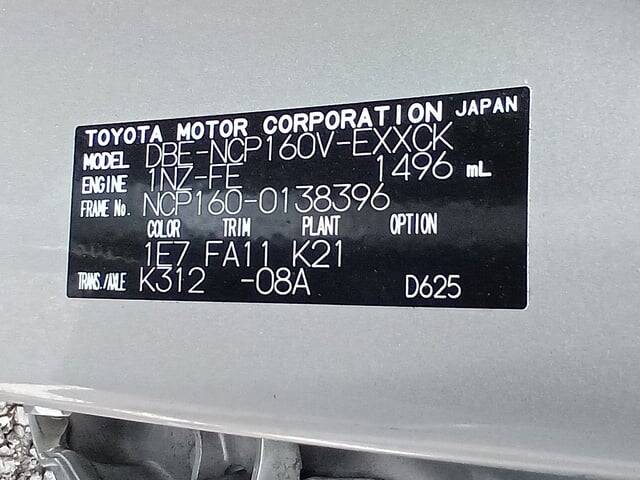 TOYOTA MOTOR CORPORATION JAPAN
MODEL DBE-NCP160V-EXXCK
ENGINE 1NZ-FE 1496 mL
FRAME No. NCP160-0138396
COLOR TRIM PLANT OPTION
1E7 FA11 K21
TRANS./AXLE K312 -08A D625